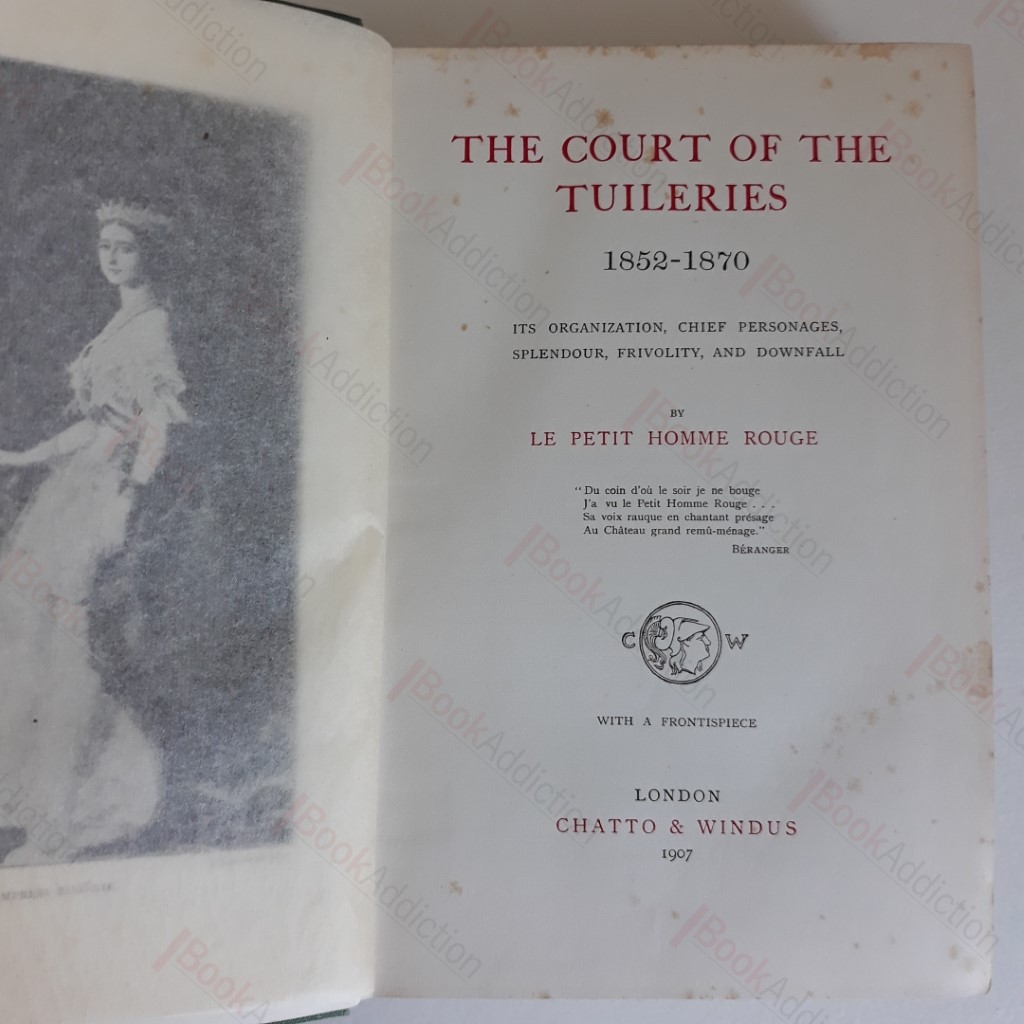 THE COURT OF THE
TUILERIES
1852-1870
ITS ORGANIZATION, CHIEF PERSONAGES,
SPLENDOUR, FRIVOLITY, AND DOWNFALL
BY
LE PETIT HOMME ROUGE
"Du coin d'où le soir je ne bouge
J'a vu le Petit Homme Rouge . . .
Sa voix rauque en chantant présage
Au Château grand remû-ménage."
BÉRANGER
C W
WITH A FRONTISPIECE
LONDON
CHATTO & WINDUS
1907
BookAddiction